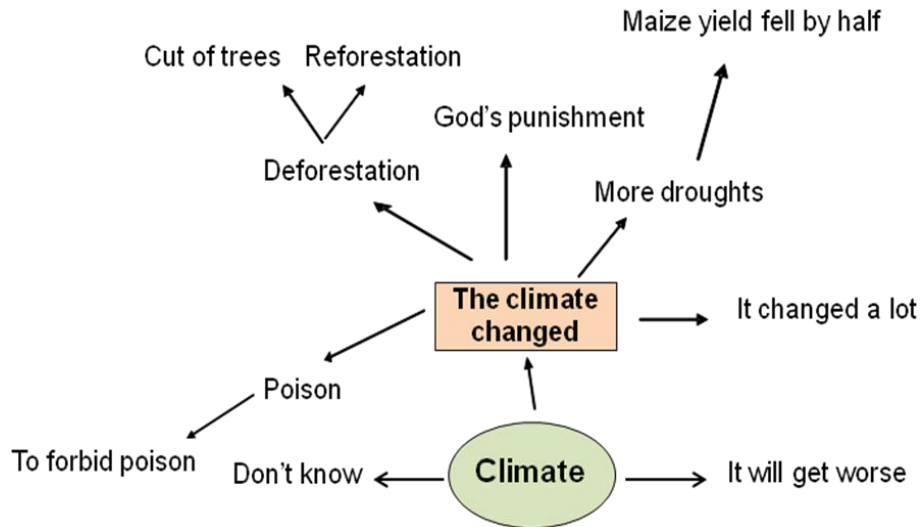 Maize yield fell by half
Cut of trees
Reforestation
God's punishment
Deforestation
More droughts
The climate
changed
It changed a lot
Poison
To forbid poison
Don't know
Climate
It will get worse